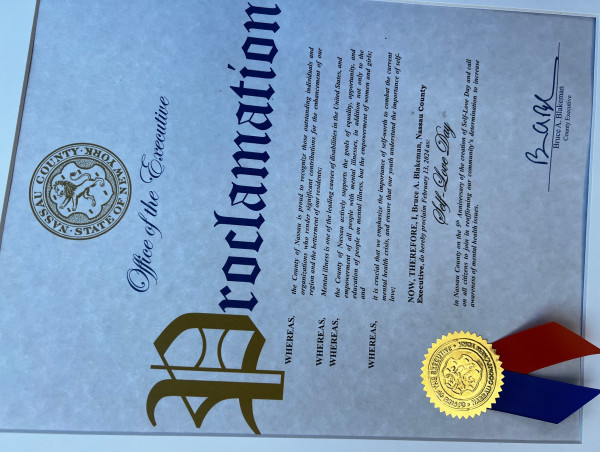 NASSAU COUNTY · NEW YORK
· STATE OF ·
Office of the Executive
Proclamation
WHEREAS, the County of Nassau is proud to recognize those outstanding individuals and
organizations who render significant contributions for the enhancement of our
region and the betterment of our residents;
WHEREAS, Mental illness is one of the leading causes of disabilities in the United States, and
WHEREAS, the County of Nassau actively supports the goals of equality, opportunity, and
empowerment of all people with mental illnesses, in addition not only to the
education of people on mental illness, but the empowerment of women and girls;
and
WHEREAS, it is crucial that we emphasize the importance of self-worth to combat the current
mental health crisis, and ensure that our youth understand the importance of self-
love;
NOW, THEREFORE, I, Bruce A. Blakeman, Nassau County
Executive, do hereby proclaim February 13, 2024 as:
Self Love Day
in Nassau County on the 5th Anniversary of the creation of Self-Love Day and call
on all citizens to join in reaffirming our community's determination to increase
awareness of mental health issues.
Bruce A. Blakeman
County Executive
OFFICE OF THE EXECUTIVE
NASSAU COUNTY